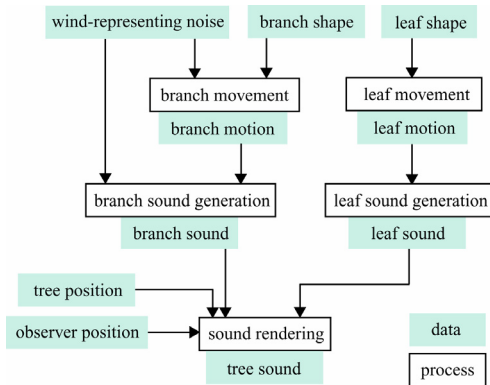 wind-representing noise
branch shape
leaf shape
branch movement
leaf movement
branch motion
leaf motion
branch sound generation
leaf sound generation
branch sound
leaf sound
tree position
observer position
sound rendering
data
tree sound
process